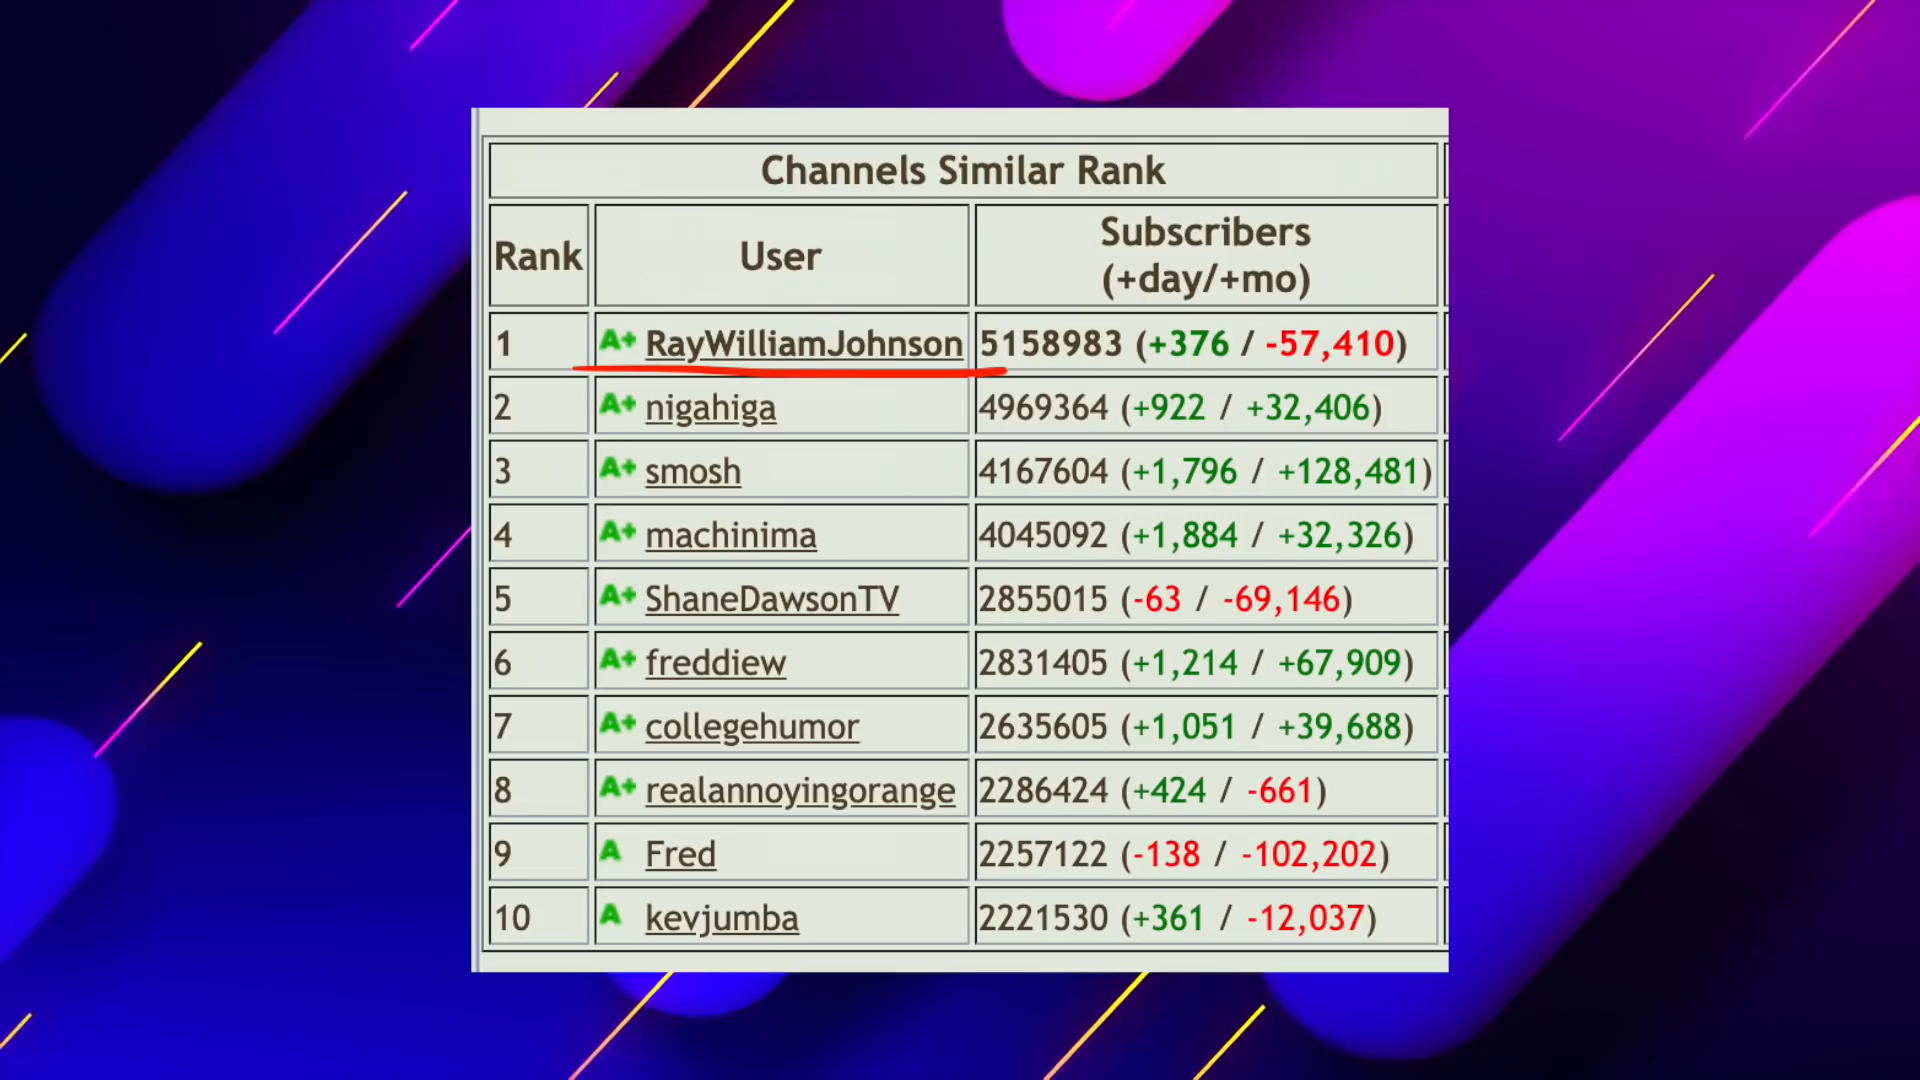 Channels Similar Rank
Rank User Subscribers (+day/+mo)
1 A+ RayWilliamJohnson 5158983 (+376 / -57,410)
2 A+ nigahiga 4969364 (+922 / +32,406)
3 A+ smosh 4167604 (+1,796 / +128,481)
4 A+ machinima 4045092 (+1,884 / +32,326)
5 A+ ShaneDawsonTV 2855015 (-63 / -69,146)
6 A+ freddiew 2831405 (+1,214 / +67,909)
7 A+ collegehumor 2635605 (+1,051 / +39,688)
8 A+ realannoyingorange 2286424 (+424 / -661)
9 A Fred 2257122 (-138 / -102,202)
10 A kevjumba 2221530 (+361 / -12,037)